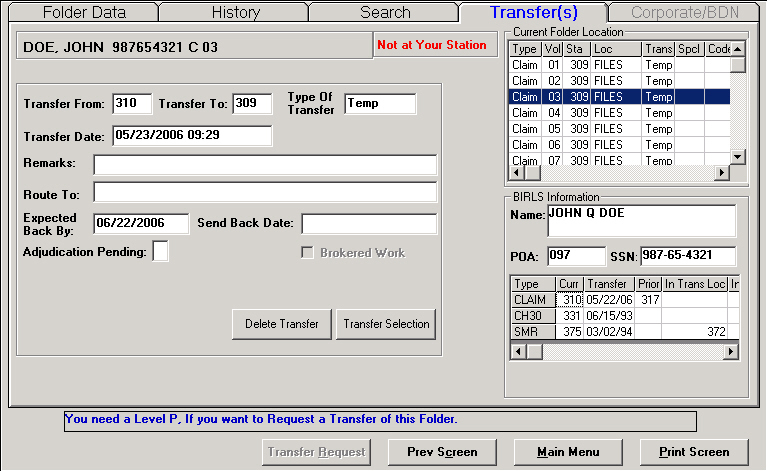 Folder Data History Search Transfer(s) Corporate/BDN
DOE, JOHN 987654321 C 03
Not at Your Station
Transfer From: 310 Transfer To: 309 Type Of Transfer Temp
Transfer Date: 05/23/2006 09:29
Remarks:
Route To:
Expected Back By: 06/22/2006 Send Back Date:
Adjudication Pending: Brokered Work
Delete Transfer Transfer Selection
Current Folder Location
Type Vol Sta Loc Trans Spcl Code
Claim 01 309 FILES Temp
Claim 02 309 FILES Temp
Claim 03 309 FILES Temp
Claim 04 309 FILES Temp
Claim 05 309 FILES Temp
Claim 06 309 FILES Temp
Claim 07 309 FILES Temp
BIRLS Information
Name: JOHN Q DOE
POA: 097 SSN: 987-65-4321
Type Curr Transfer Prior In Trans Loc In
CLAIM 310 05/22/06 317
CH30 331 06/15/93
SMR 375 03/02/94 372
You need a Level P, If you want to Request a Transfer of this Folder.
Transfer Request Prev Screen Main Menu Print Screen